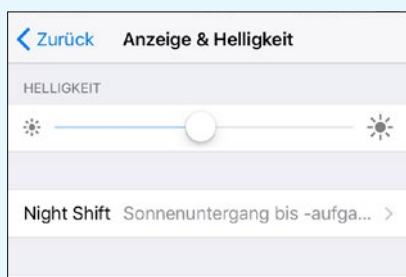 Zurück Anzeige & Helligkeit
HELLIGKEIT
Night Shift Sonnenuntergang bis -aufga...